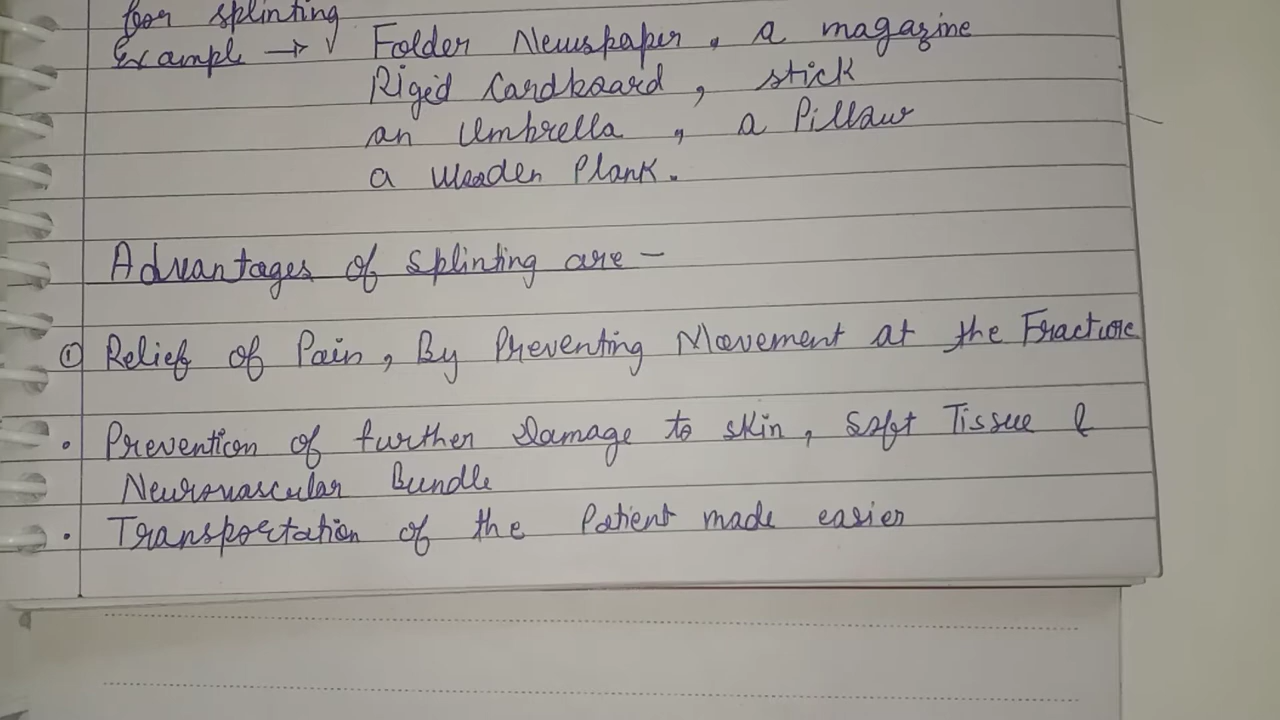 for splinting
Example → Folder Newspaper, a magazine
Riged Cardboard, stick
an Umbrella, a Pillaw
a Wooden Plank.
Advantages of splinting are -
① Relief of Pain, By Preventing Movement at the Fracture
• Prevention of further Damage to skin, Soft Tissue &
Neurovascular Bundle
• Transportation of the Patient made easier